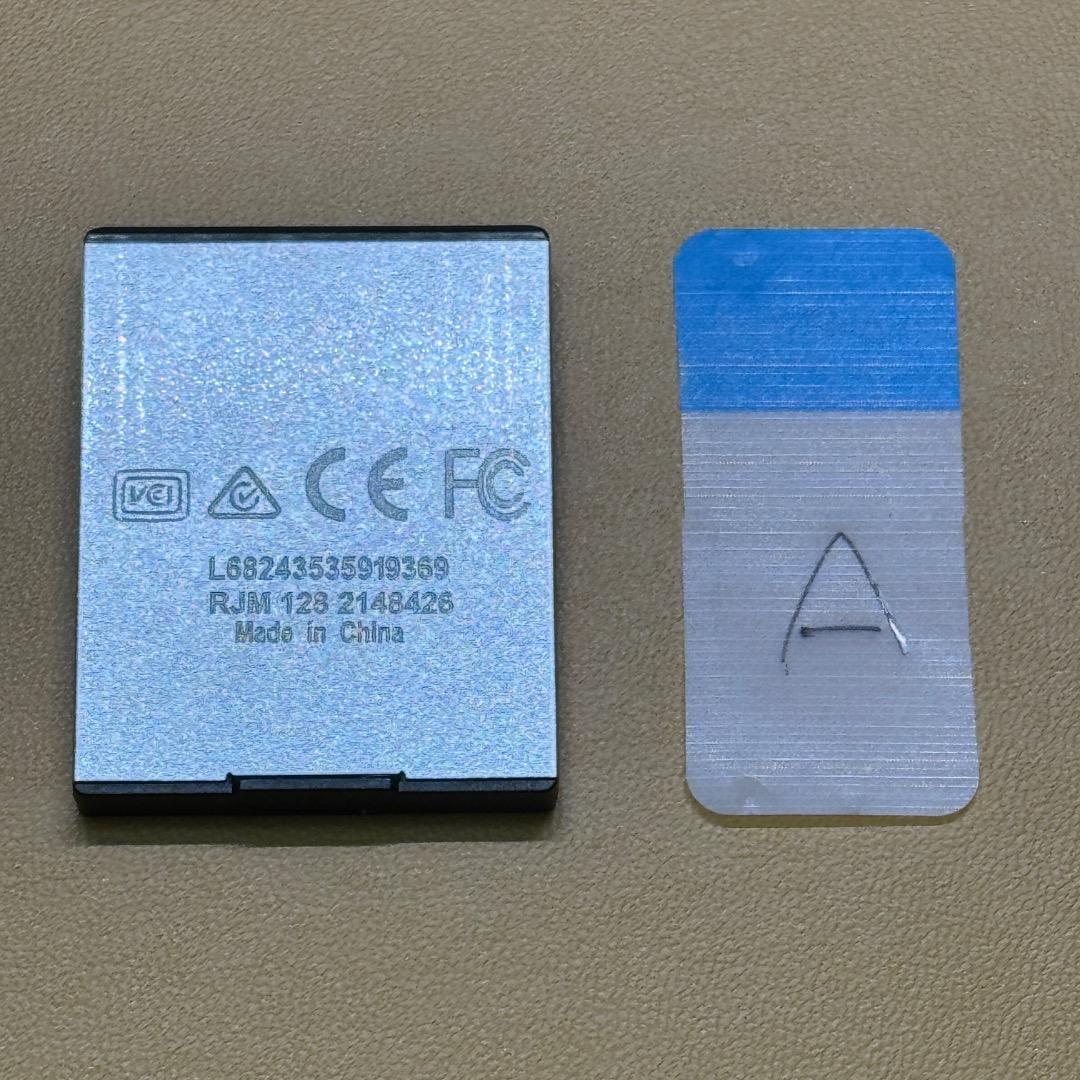 VCI CE FC
L68243535919369
RJM 128 2148426
Made in China
A